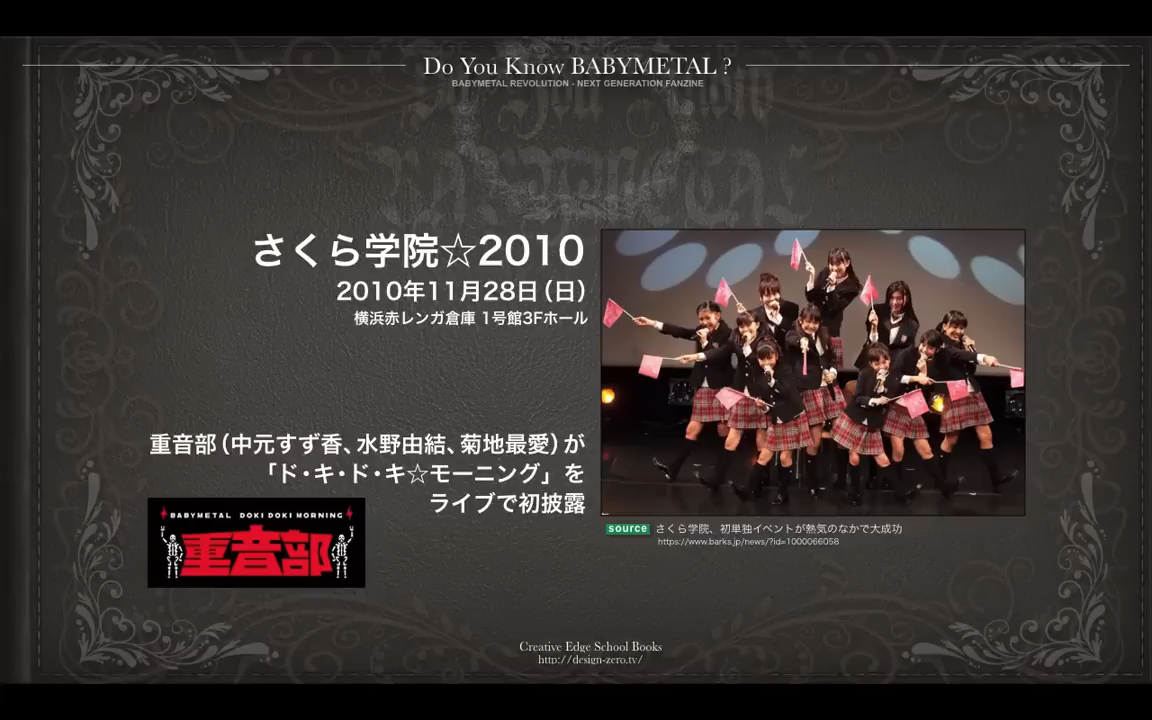 Do You Know BABYMETAL ?
BABYMETAL REVOLUTION - NEXT GENERATION FANZINE
さくら学院☆2010
2010年11月28日（日）
横浜赤レンガ倉庫 1号館3Fホール
重音部（中元すず香、水野由結、菊地最愛）が
「ド・キ・ド・キ☆モーニング」を
ライブで初披露
BABYMETAL DOKI DOKI MORNING
重音部
source さくら学院、初単独イベントが熱気のなかで大成功
https://www.barks.jp/news/?id=1000066058
Creative Edge School Books
http://design-zero.tv/